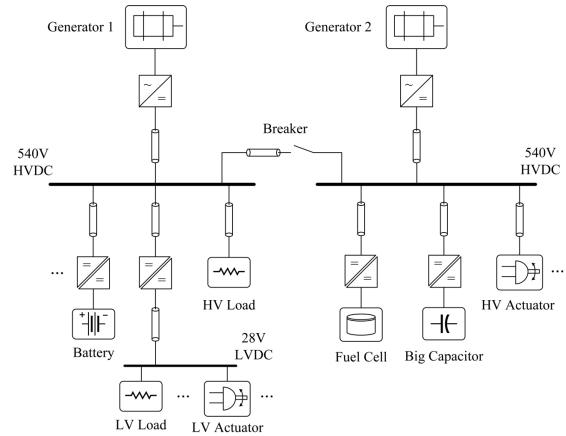 Generator 1
Generator 2
~
=
~
=
Breaker
540V
HVDC
540V
HVDC
=
=
=
=
=
=
=
=
...
...
HV Load
HV Actuator
+
-
Battery
28V
LVDC
Fuel Cell
Big Capacitor
...
...
LV Load
LV Actuator